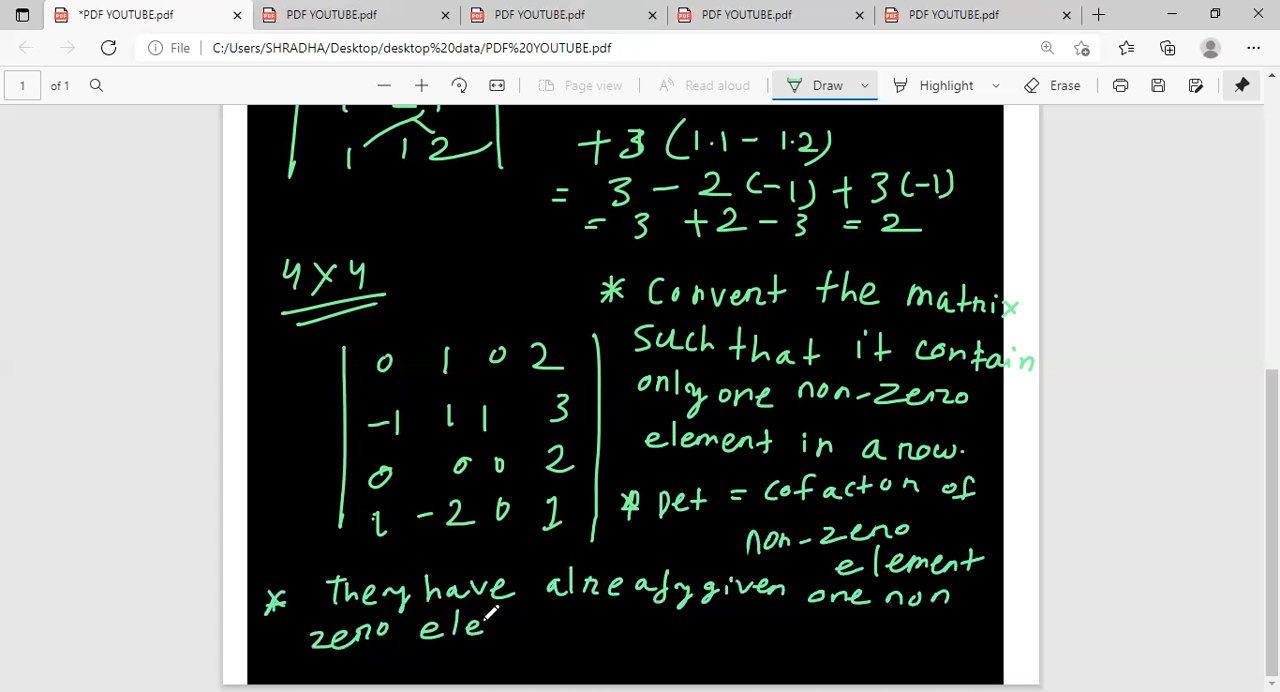 *PDF YOUTUBE.pdf
PDF YOUTUBE.pdf
PDF YOUTUBE.pdf
PDF YOUTUBE.pdf
PDF YOUTUBE.pdf
File
C:/Users/SHRADHA/Desktop/desktop%20data/PDF%20YOUTUBE.pdf
1 of 1
Page view
Read aloud
Draw
Highlight
Erase
1 1 2
+ 3 (1.1 - 1.2)
= 3 - 2 (-1) + 3 (-1)
= 3 + 2 - 3 = 2
4 X 4
0 1 0 2
-1 1 1 3
0 0 0 2
1 -2 0 1
* Convert the matrix
Such that it contain
only one non-zero
element in a row.
* Det = cofactor of
non-zero
element
* They have already given one non
zero ele